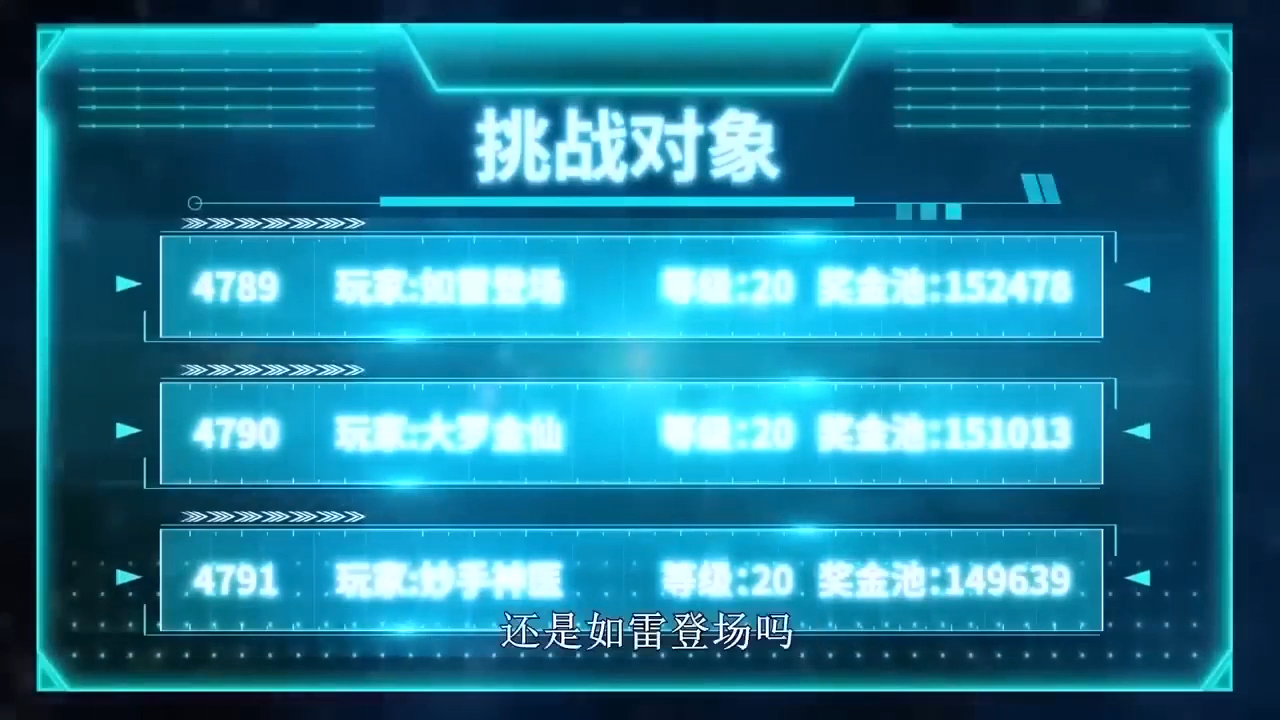 挑战对象
4789 玩家:如雷登场 等级:20 奖金池:152478
4790 玩家:大罗金仙 等级:20 奖金池:151013
4791 玩家:妙手神医 等级:20 奖金池:149639
还是如雷登场吗